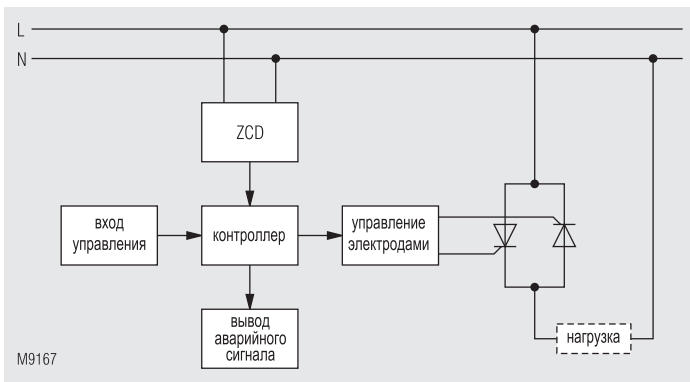 L
N
ZCD
вход
управления
контроллер
управление
электродами
вывод
аварийного
сигнала
нагрузка
M9167